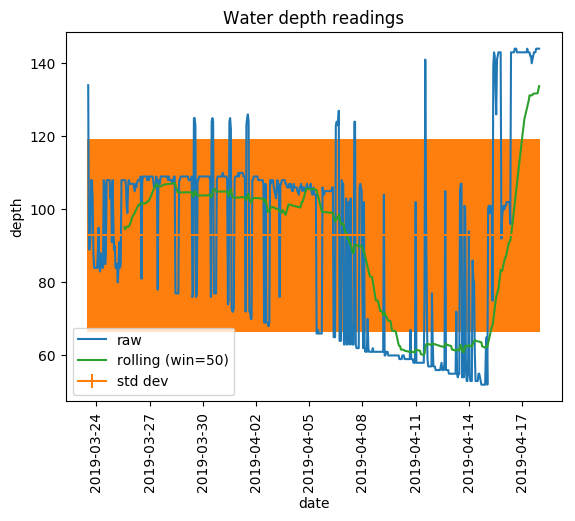 Water depth readings
depth
140
120
100
80
60
raw
rolling (win=50)
std dev
2019-03-24
2019-03-27
2019-03-30
2019-04-02
2019-04-05
2019-04-08
2019-04-11
2019-04-14
2019-04-17
date